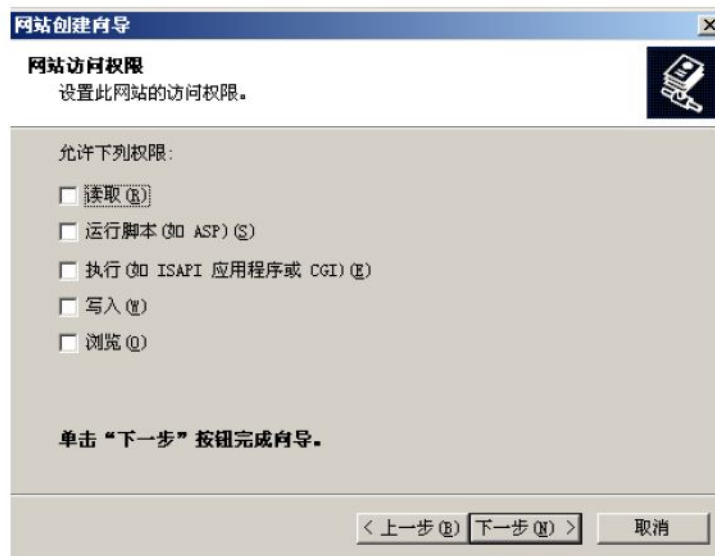 网站创建向导
网站访问权限
设置此网站的访问权限。
允许下列权限:
读取(R)
运行脚本(如 ASP)(S)
执行(如 ISAPI 应用程序或 CGI)(E)
写入(W)
浏览(O)
单击“下一步”按钮完成向导。
< 上一步(B) 下一步(N) > 取消